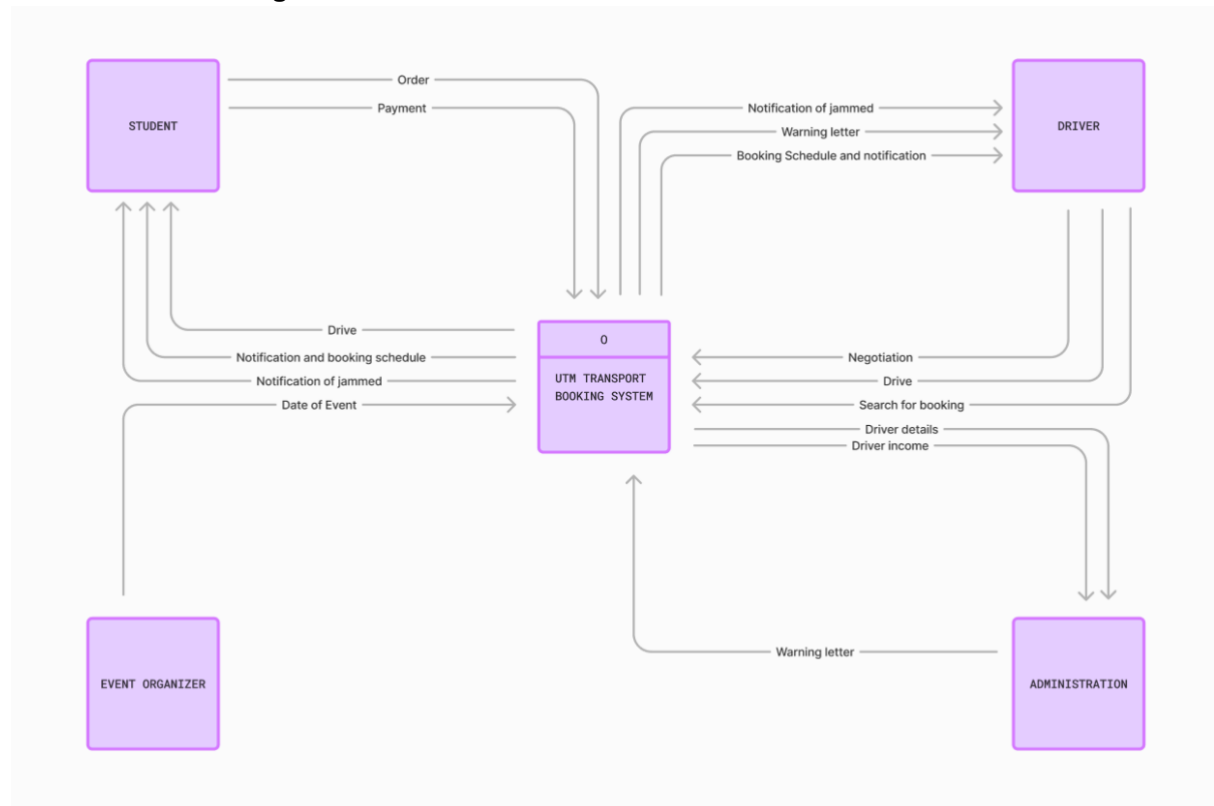 STUDENT
Order
Payment
Notification of jammed
Warning letter
Booking Schedule and notification
DRIVER
Drive
Notification and booking schedule
Notification of jammed
Date of Event
0
UTM TRANSPORT
BOOKING SYSTEM
Negotiation
Drive
Search for booking
Driver details
Driver income
Warning letter
EVENT ORGANIZER
ADMINISTRATION